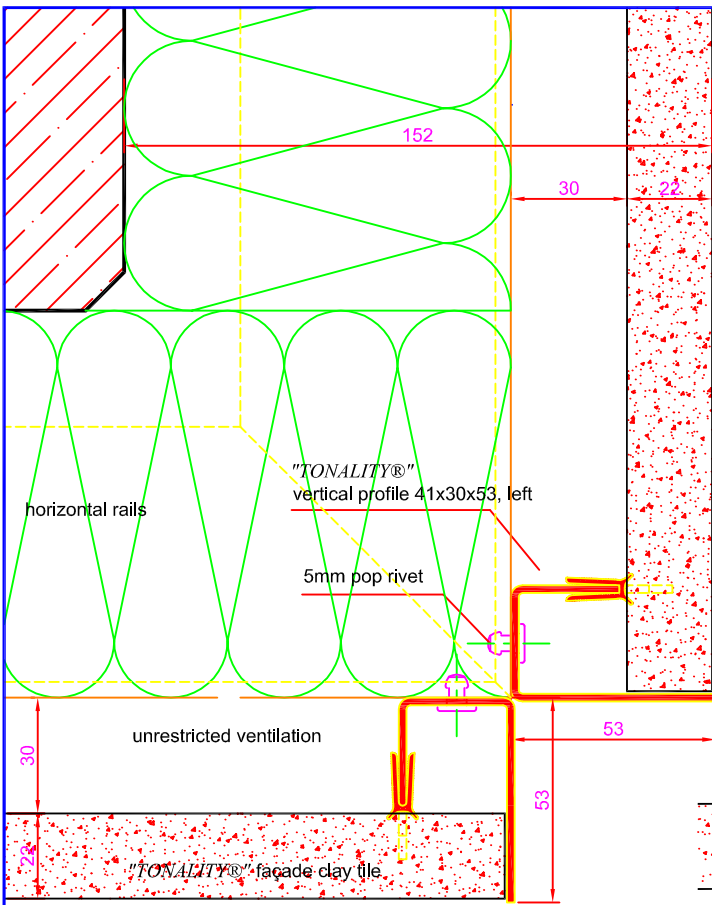 152
30
22
"TONALITY®"
vertical profile 41x30x53, left
horizontal rails
5mm pop rivet
unrestricted ventilation
30
53
53
22
"TONALITY®" façade clay tile